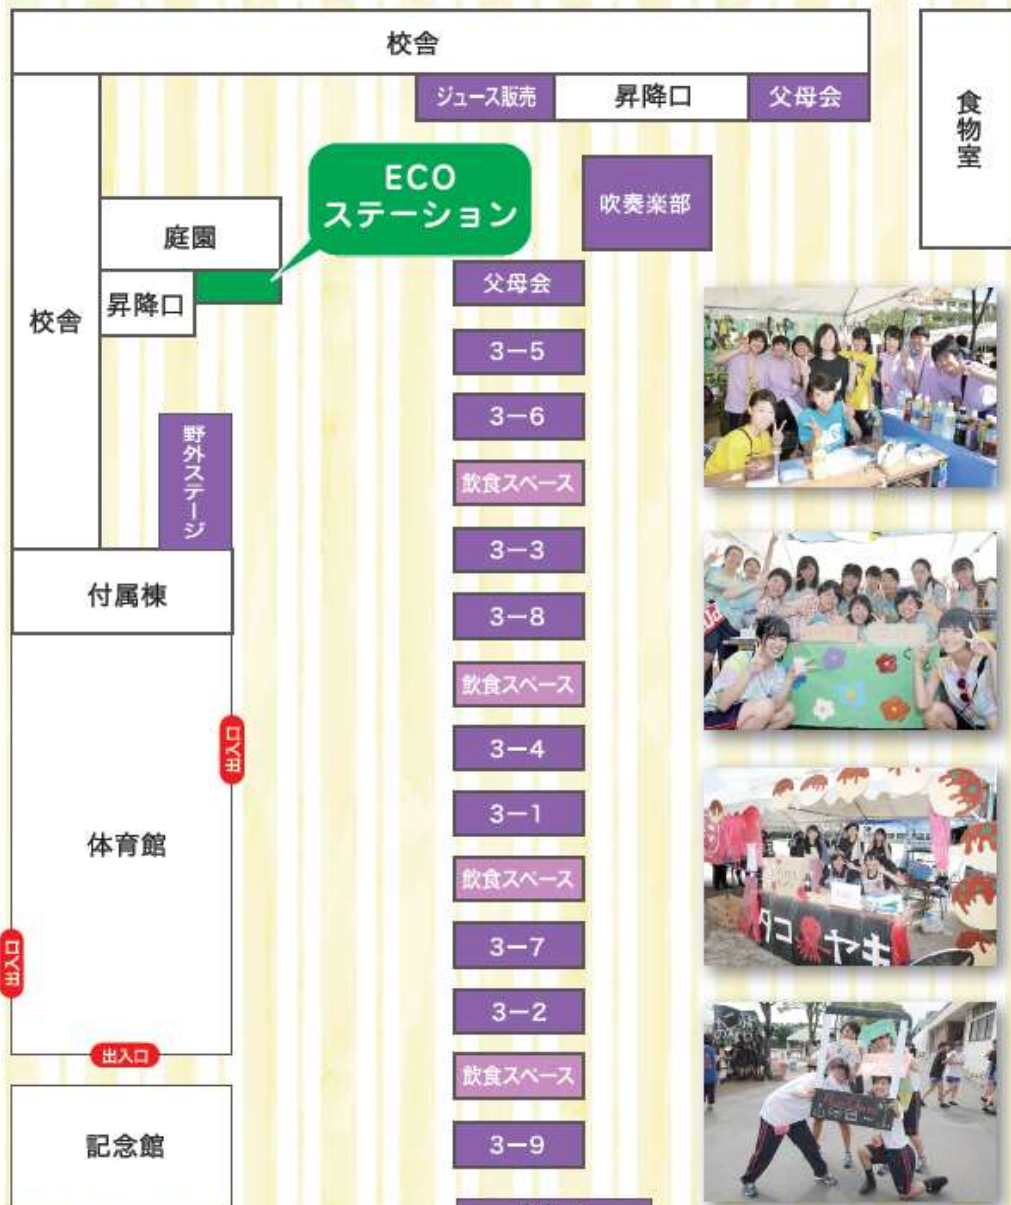 校舎
ジュース販売
昇降口
父母会
食物室
ECO
ステーション
吹奏楽部
庭園
昇降口
校舎
父母会
3－5
3－6
野外ステージ
飲食スペース
3－3
付属棟
3－8
飲食スペース
出入口
3－4
3－1
体育館
飲食スペース
出入口
3－7
3－2
出入口
飲食スペース
記念館
3－9
タコヤキ